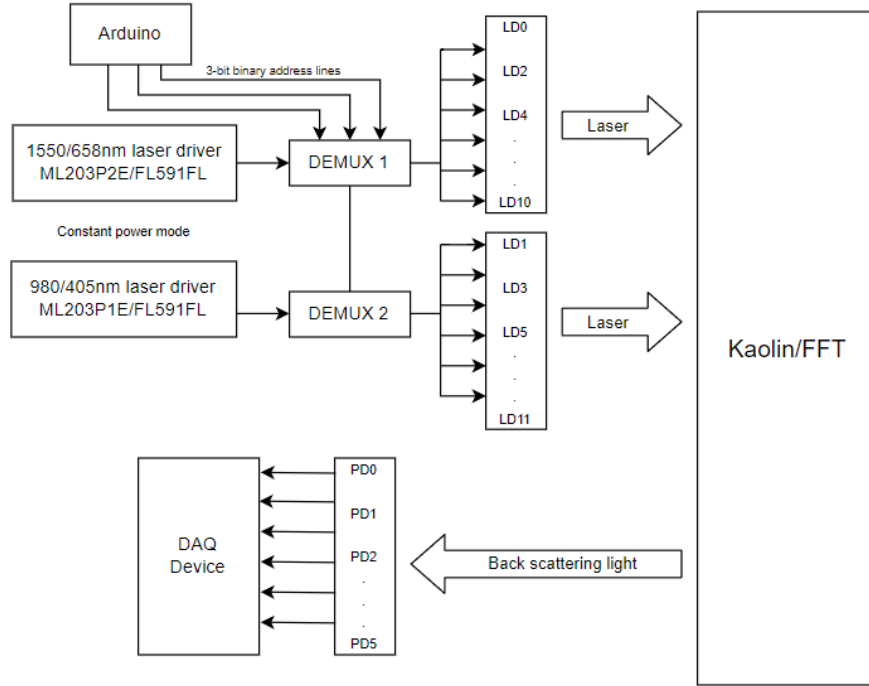 Arduino
3-bit binary address lines
1550/658nm laser driver
ML203P2E/FL591FL
DEMUX 1
LD0
LD2
LD4
.
.
.
LD10
Laser
Constant power mode
980/405nm laser driver
ML203P1E/FL591FL
DEMUX 2
LD1
LD3
LD5
.
.
.
LD11
Laser
Kaolin/FFT
DAQ
Device
PD0
PD1
PD2
.
.
.
PD5
Back scattering light